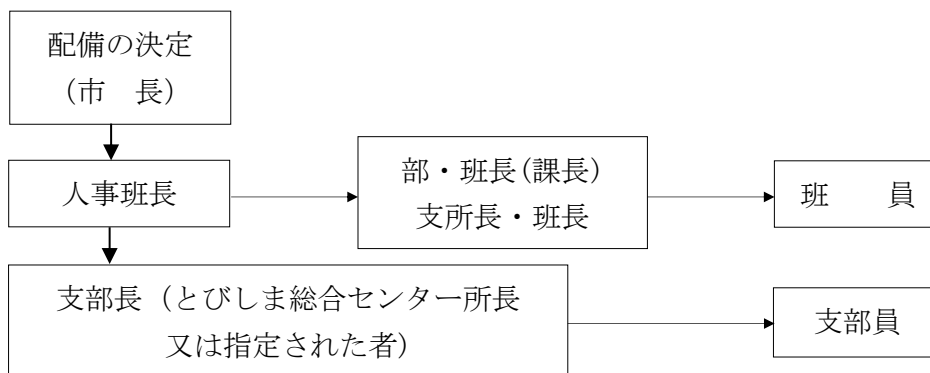 配備の決定
(市　長)
人事班長
部・班長(課長)
支所長・班長
班　　員
支部長（とびしま総合センター所長
又は指定された者）
支部員